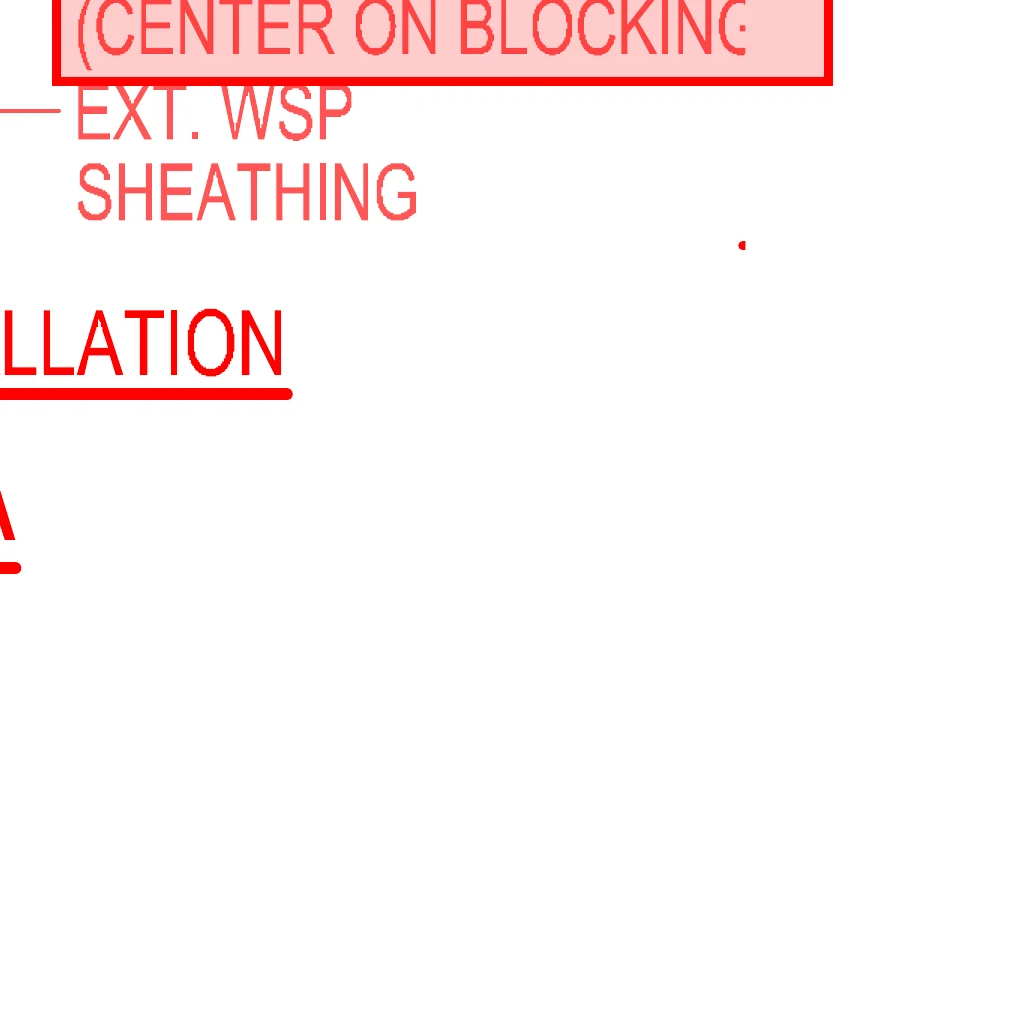 (CENTER ON BLOCKING
EXT. WSP
SHEATHING
LLATION
A